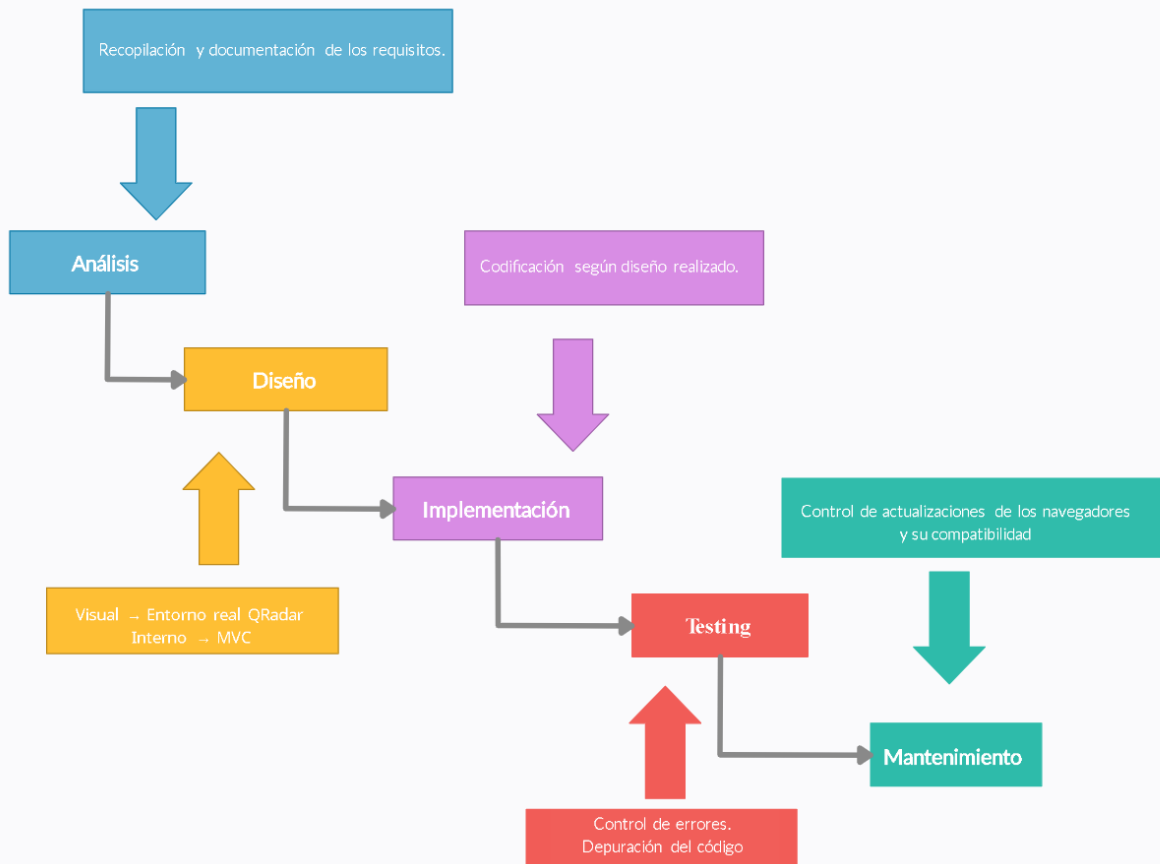 Recopilación y documentación de los requisitos.
Análisis
Codificación según diseño realizado.
Diseño
Implementación
Control de actualizaciones de los navegadores
y su compatibilidad
Visual → Entorno real QRadar
Interno → MVC
Testing
Mantenimiento
Control de errores.
Depuración del código